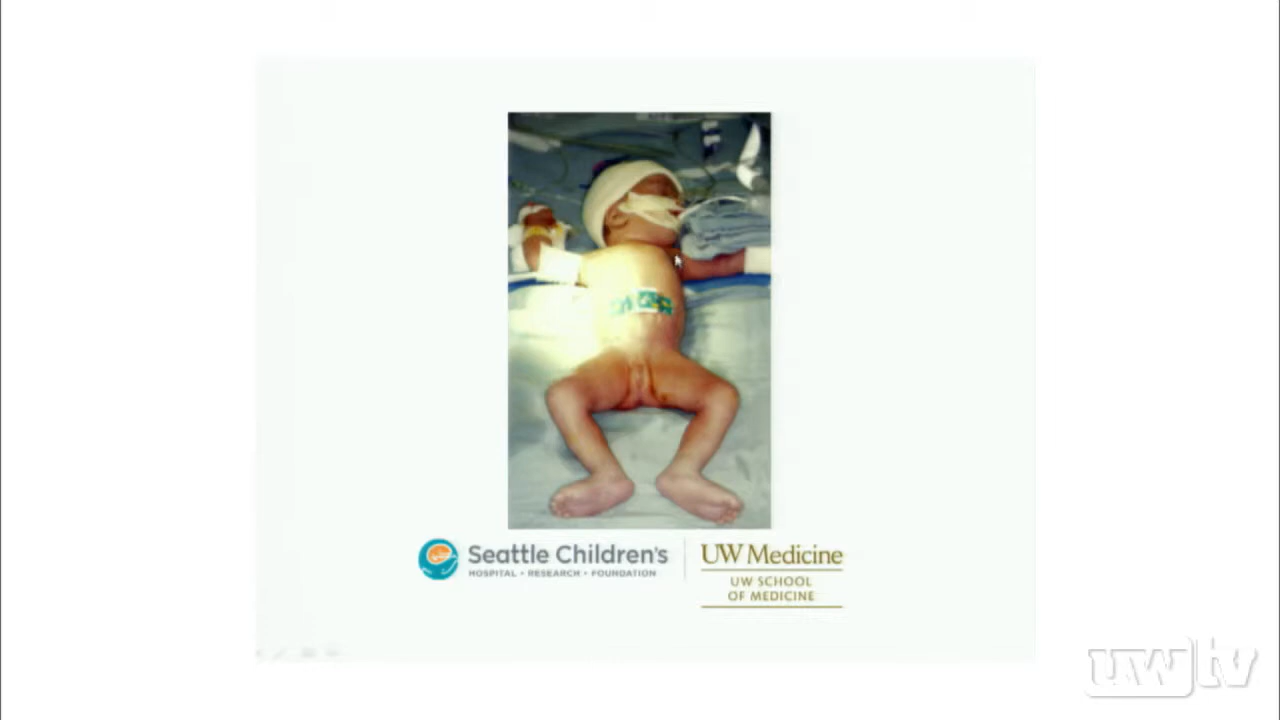 Seattle Children's
HOSPITAL • RESEARCH • FOUNDATION
UW Medicine
UW SCHOOL
OF MEDICINE
uwtv